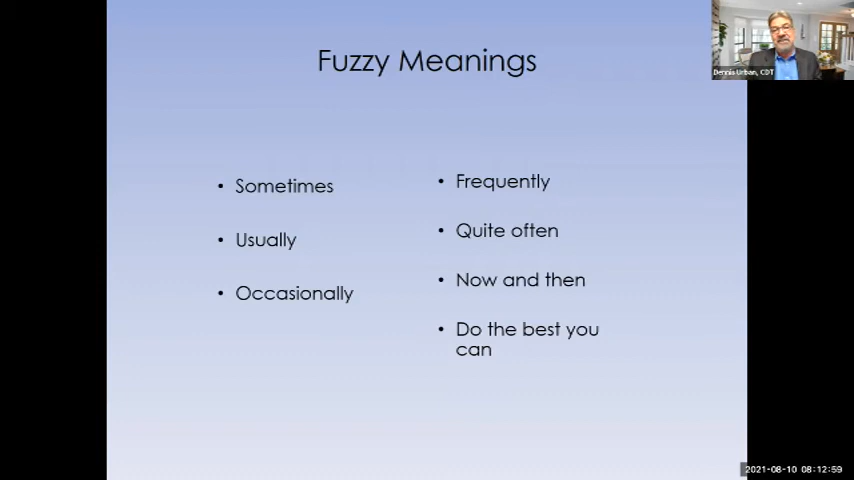 Fuzzy Meanings
• Sometimes
• Usually
• Occasionally
• Frequently
• Quite often
• Now and then
• Do the best you
can
Dennis Urban, CDT
2021-08-10 08:12:59